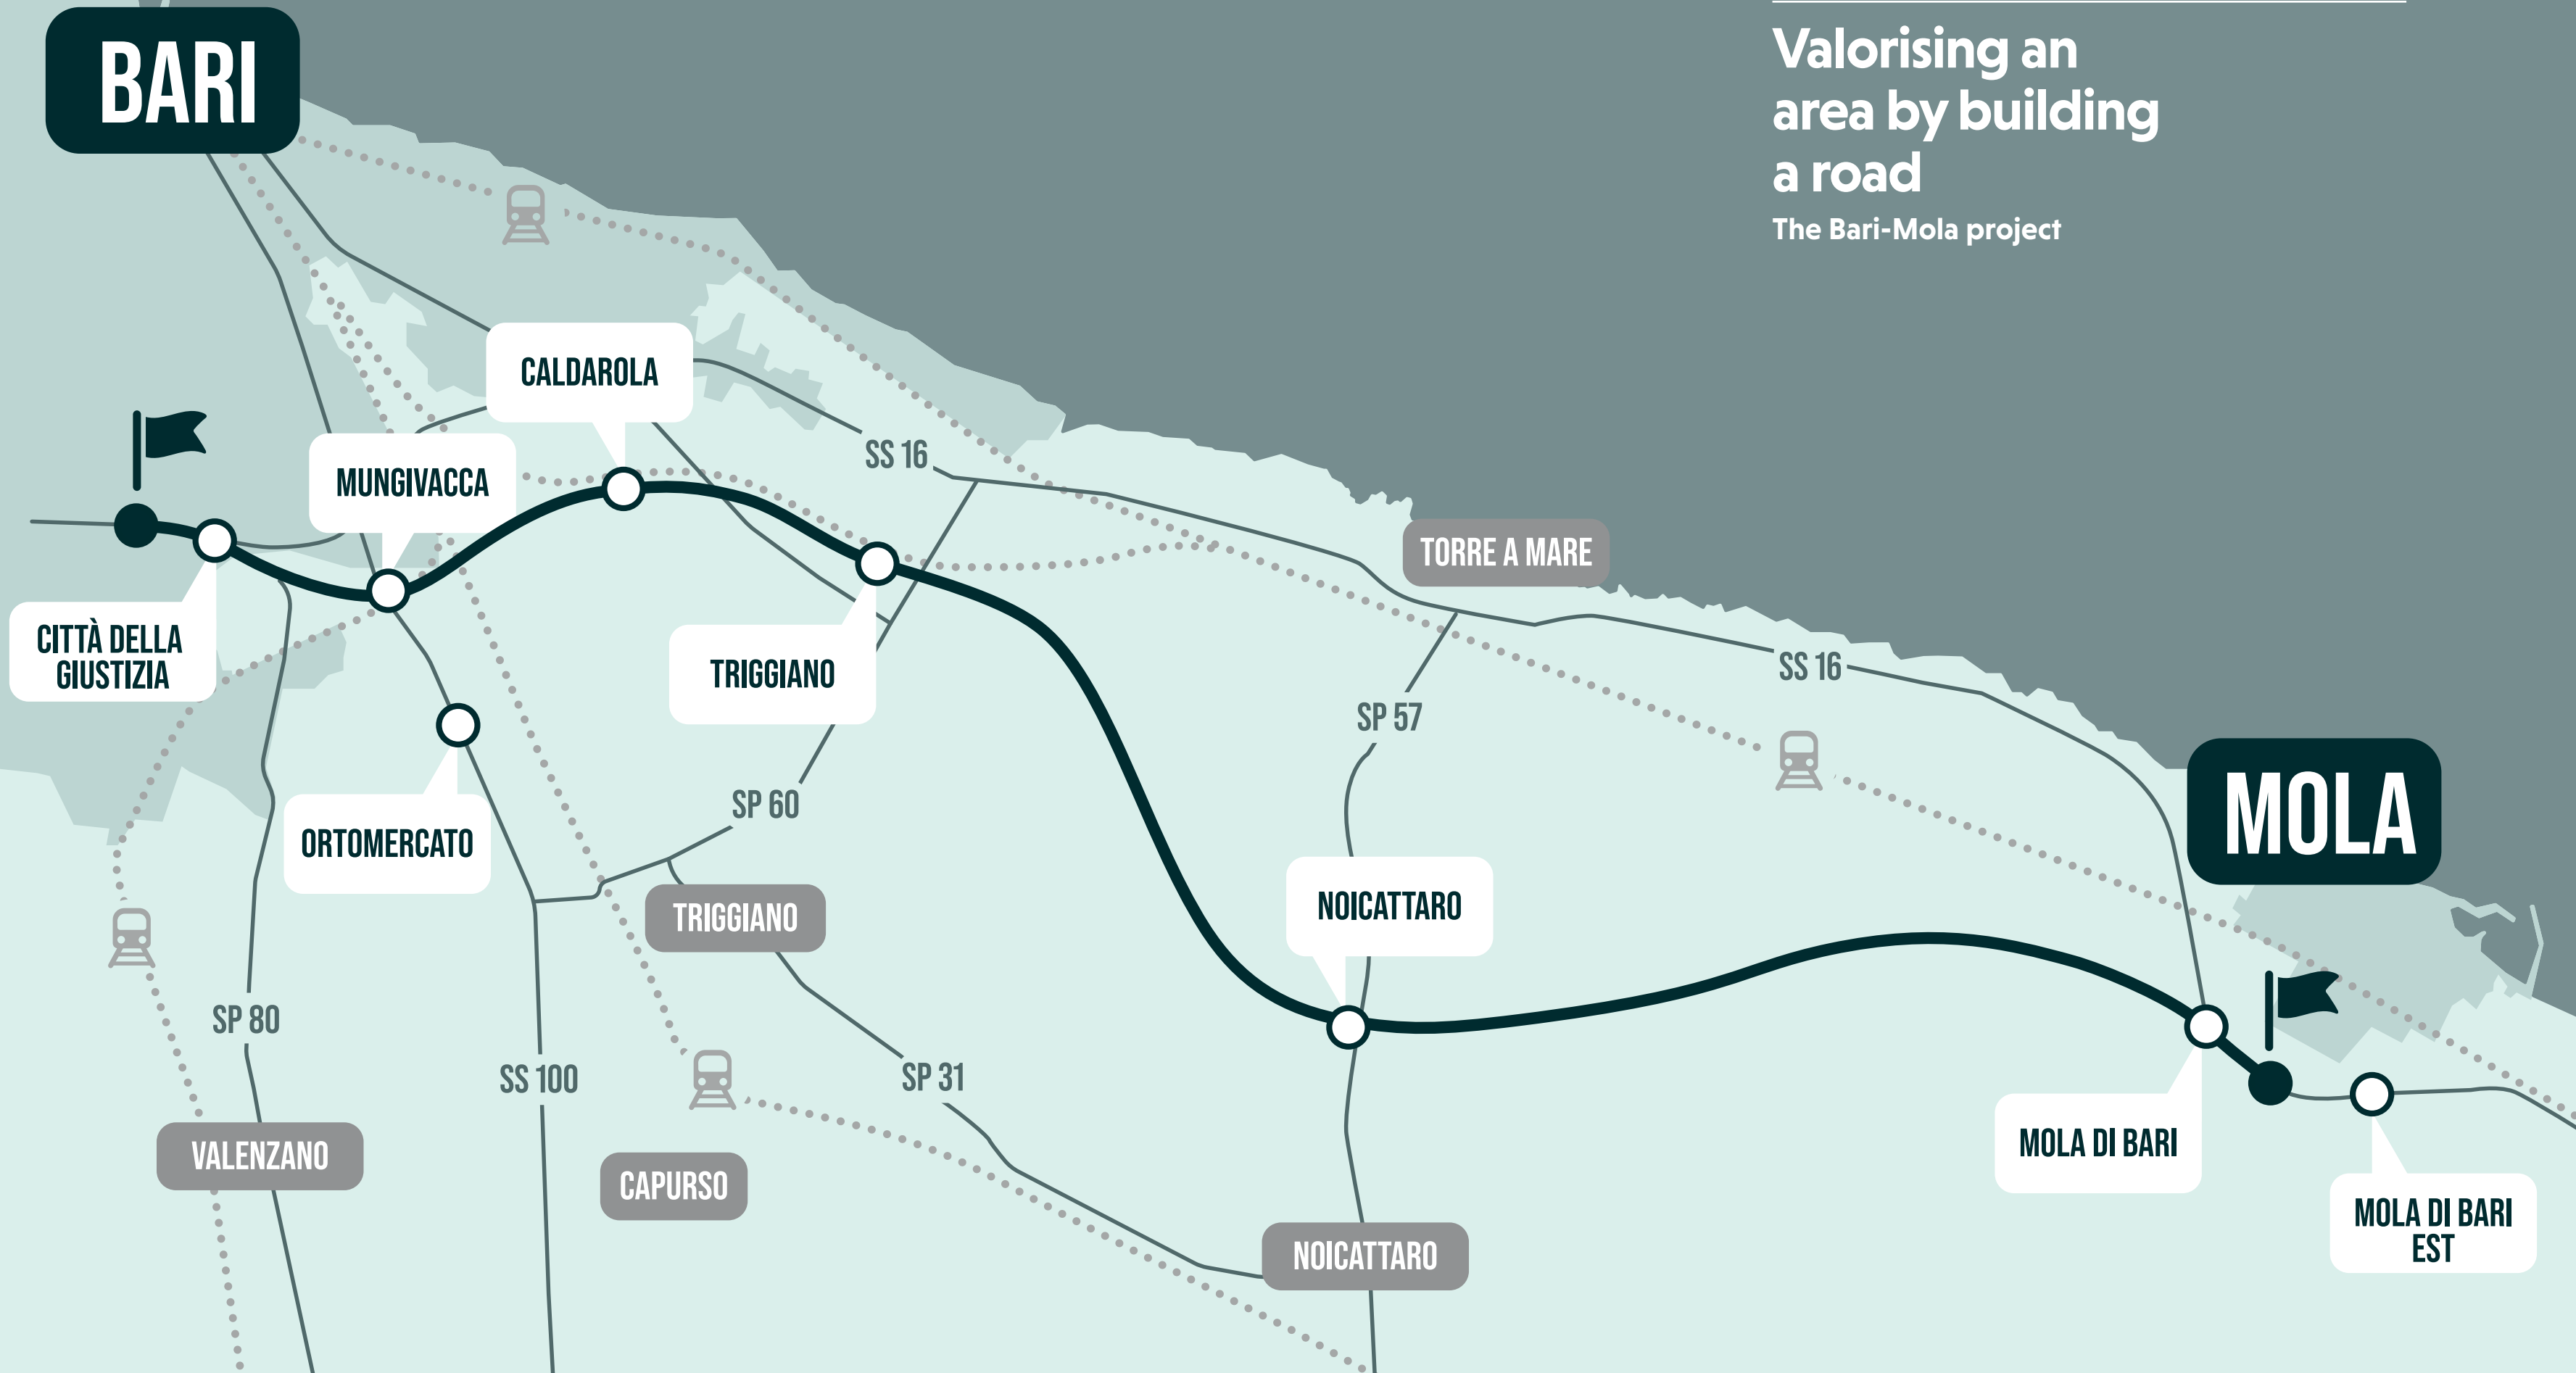 BARI
Valorising an
area by building
a road
The Bari-Mola project
CALDAROLA
SS 16
MUNGIVACCA
TORRE A MARE
CITTÀ DELLA
GIUSTIZIA
TRIGGIANO
SS 16
SP 57
MOLA
SP 60
ORTOMERCATO
TRIGGIANO
NOICATTARO
SP 80
SS 100
SP 31
MOLA DI BARI
VALENZANO
CAPURSO
MOLA DI BARI
EST
NOICATTARO